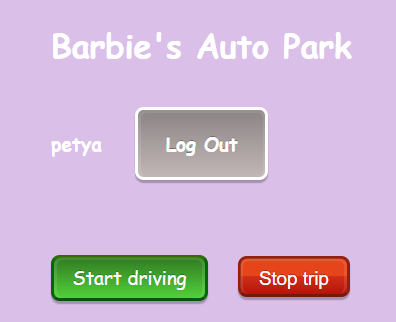 Barbie's Auto Park
petya Log Out
Start driving Stop trip